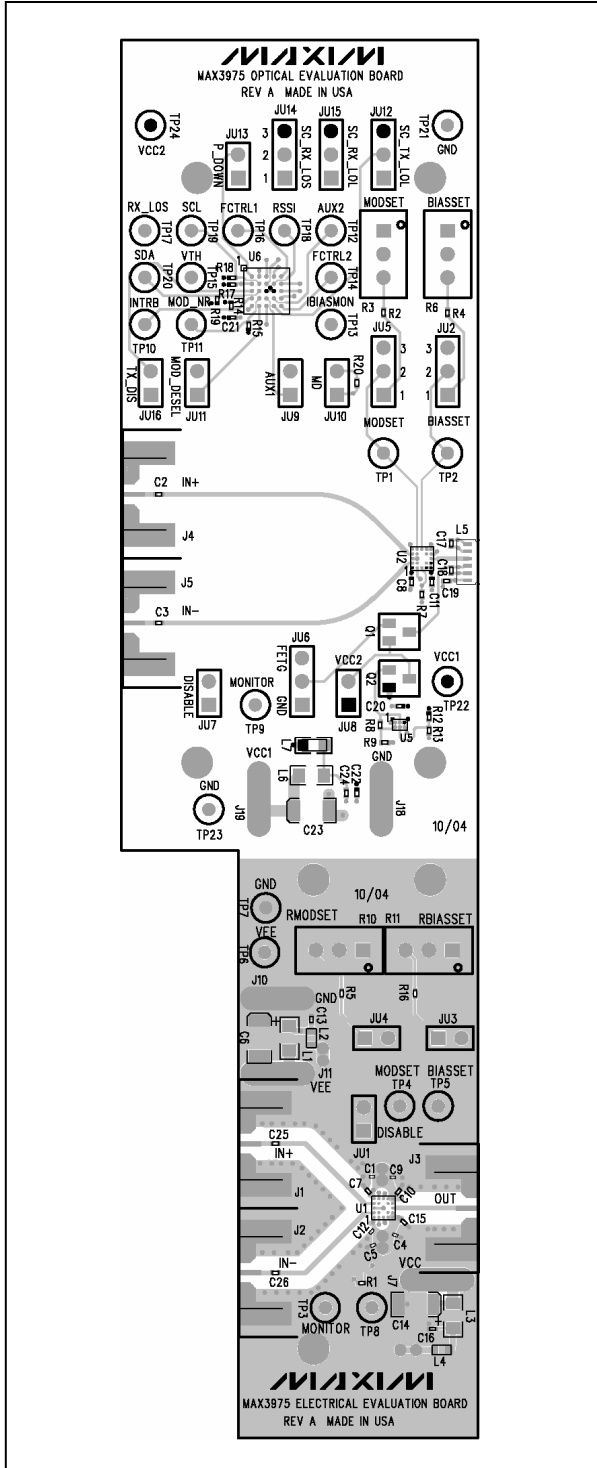 MAXIM
MAX3975 OPTICAL EVALUATION BOARD
REV A MADE IN USA
TP24
VCC2
JU13
P_DOWN
JU14
3
2
1
SC_RX_LOS
JU15
SC_RX_LOL
JU12
SC_TX_LOL
TP21
GND
RX_LOS
TP17
SCL
TP19
FCTRL1
TP16
RSSI
TP18
AUX2
TP12
MODSET
BIASSET
SDA
TP20
VTH
TP15
R18
U6
1
FCTRL2
TP14
R17
R14
R19
C21
R15
INTRB
TP10
MOD_NR
TP11
IBIASMON
TP13
R3
R2
R6
R4
TX_DIS
JU16
MOD_DESEL
JU11
AUX1
JU9
MD
JU10
R20
JU5
3
2
1
JU2
3
2
1
MODSET
TP1
BIASSET
TP2
C2
IN+
J4
J5
C3
IN-
U2
1
C17
L5
C18
C19
C8
C11
R7
DISABLE
JU7
MONITOR
TP9
JU6
FETG
GND
VCC2
JU8
Q1
Q2
VCC1
TP22
C20
R8
1
U5
R12
R13
R9
GND
J18
L7
VCC1
L6
C24
C22
C23
J19
GND
TP23
10/04
10/04
GND
TP7
VEE
TP6
RMODSET
R10
R11
RBIASSET
R5
R16
J10
GND
C6
+
C13
L2
L1
J11
VEE
JU4
JU3
MODSET
TP4
BIASSET
TP5
JU1
DISABLE
C25
IN+
J1
J2
IN-
C26
C1
C9
C7
C10
U1
1
C12
C15
C5
C4
J3
OUT
VCC
J7
R1
TP3
MONITOR
TP8
C14
+
C16
L3
L4
MAXIM
MAX3975 ELECTRICAL EVALUATION BOARD
REV A MADE IN USA